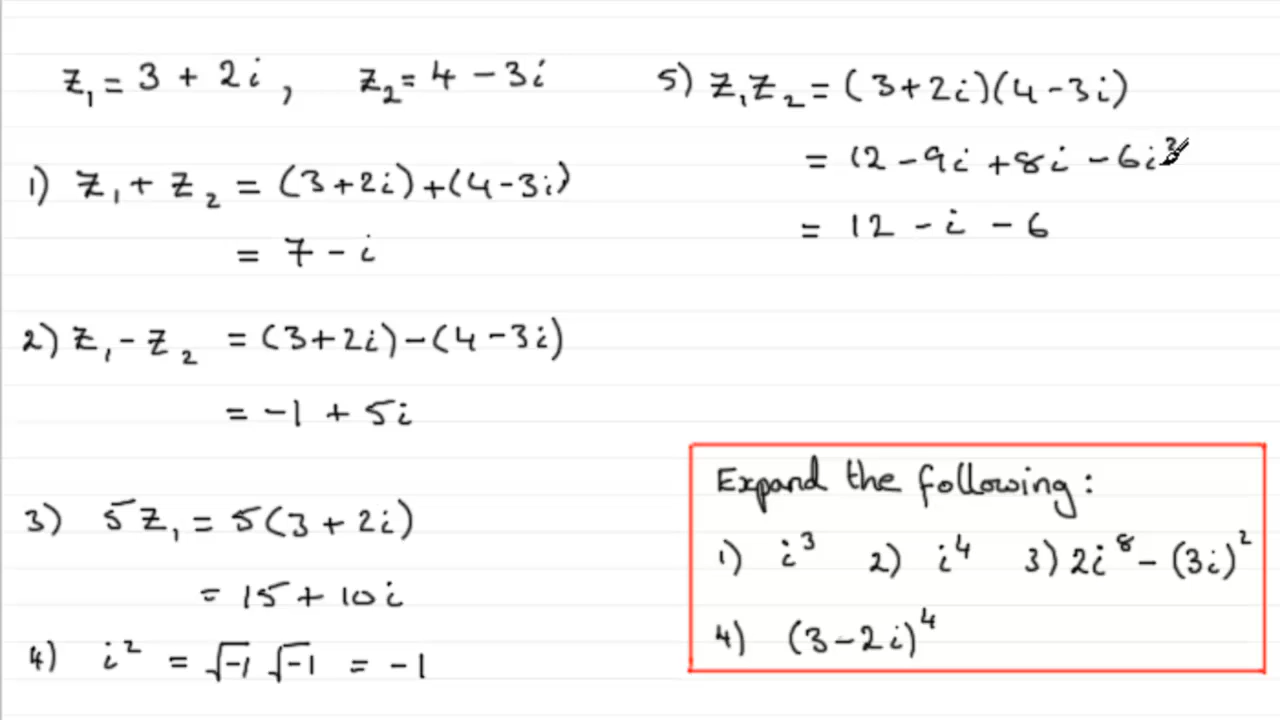 z₁ = 3 + 2i , z₂ = 4 - 3i
1) z₁ + z₂ = (3+2i)+(4-3i)
= 7 - i
2) z₁ - z₂ = (3+2i)-(4-3i)
= -1 + 5i
3) 5z₁ = 5(3+2i)
= 15+10i
4) i² = √-1 √-1 = -1
5) z₁z₂ = (3+2i)(4-3i)
= 12 - 9i + 8i - 6i²
= 12 - i - 6
Expand the following:
1) i³ 2) i⁴ 3) 2i⁸ - (3i)²
4) (3-2i)⁴